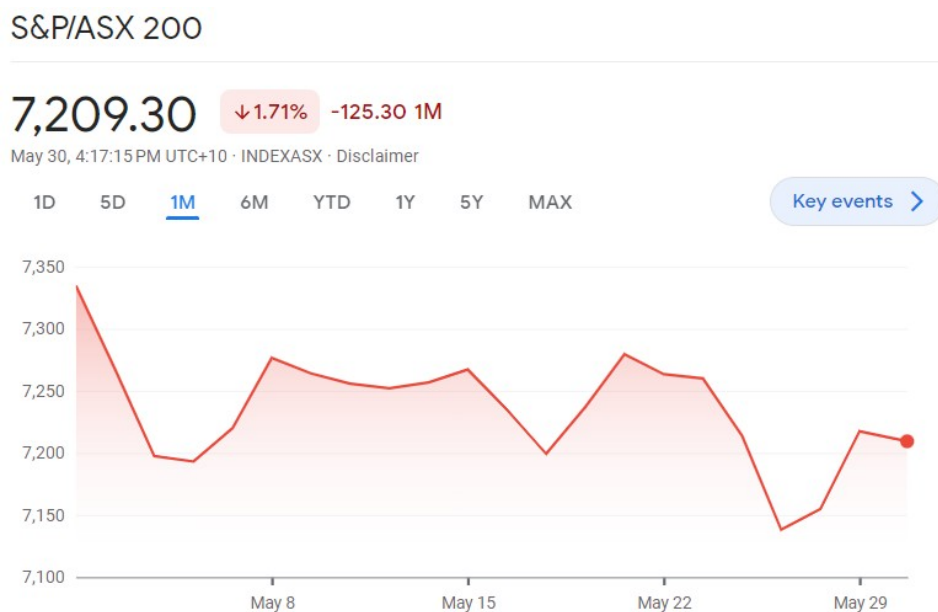 S&P/ASX 200
7,209.30 ↓1.71% -125.30 1M
May 30, 4:17:15 PM UTC+10 · INDEXASX · Disclaimer
1D 5D 1M 6M YTD 1Y 5Y MAX Key events
7,350
7,300
7,250
7,200
7,150
7,100
May 8 May 15 May 22 May 29